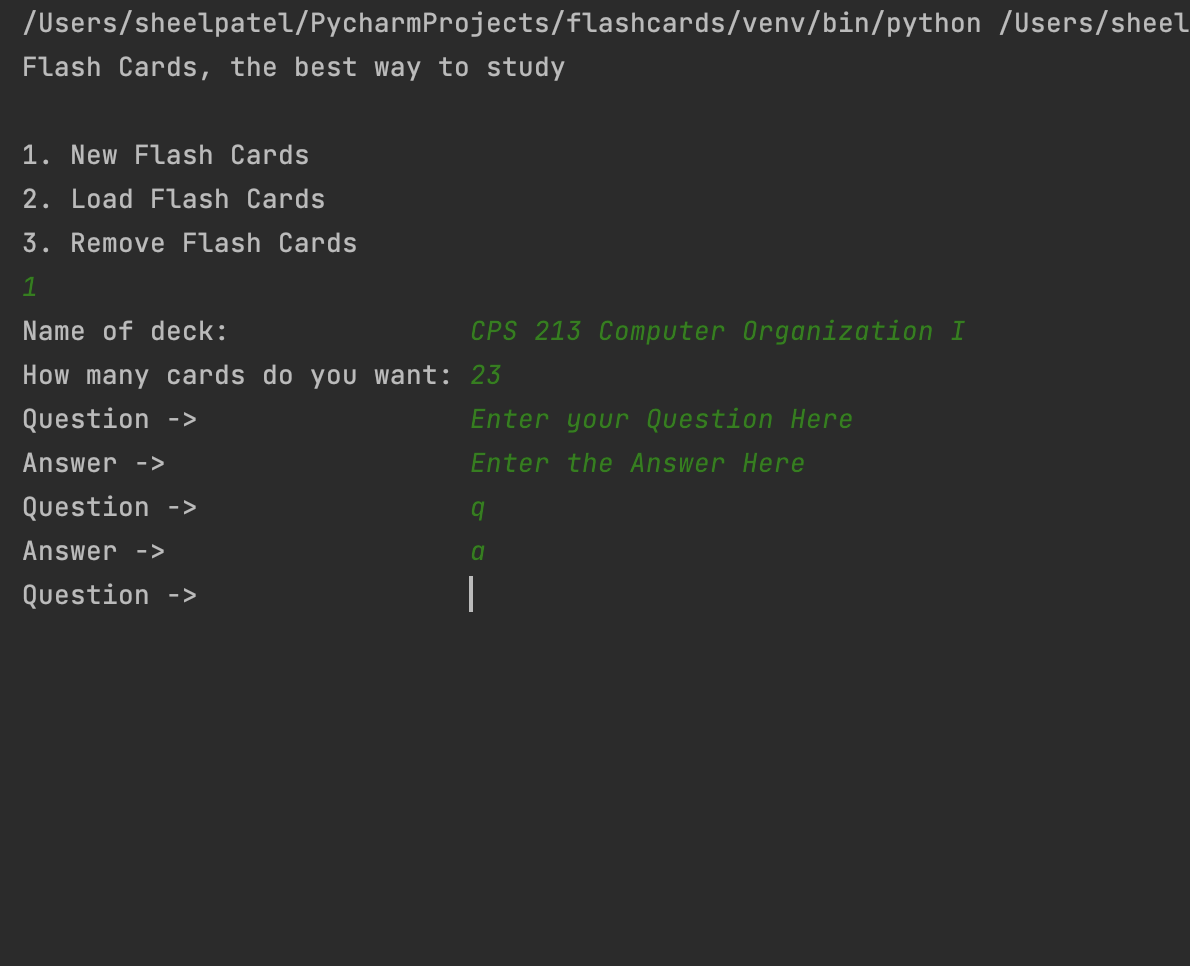 /Users/sheelpatel/PycharmProjects/flashcards/venv/bin/python /Users/sheel
Flash Cards, the best way to study
1. New Flash Cards
2. Load Flash Cards
3. Remove Flash Cards
1
Name of deck: CPS 213 Computer Organization I
How many cards do you want: 23
Question -> Enter your Question Here
Answer -> Enter the Answer Here
Question -> q
Answer -> a
Question ->